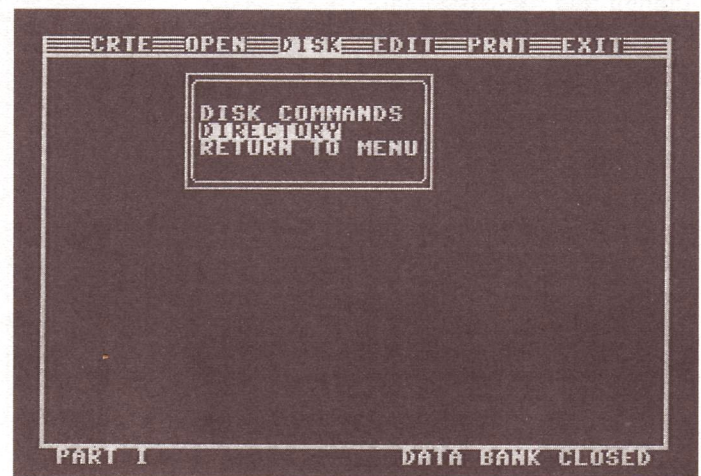 CRTE OPEN DISK EDIT PRNT EXIT
DISK COMMANDS
DIRECTORY
RETURN TO MENU
PART I
DATA BANK CLOSED